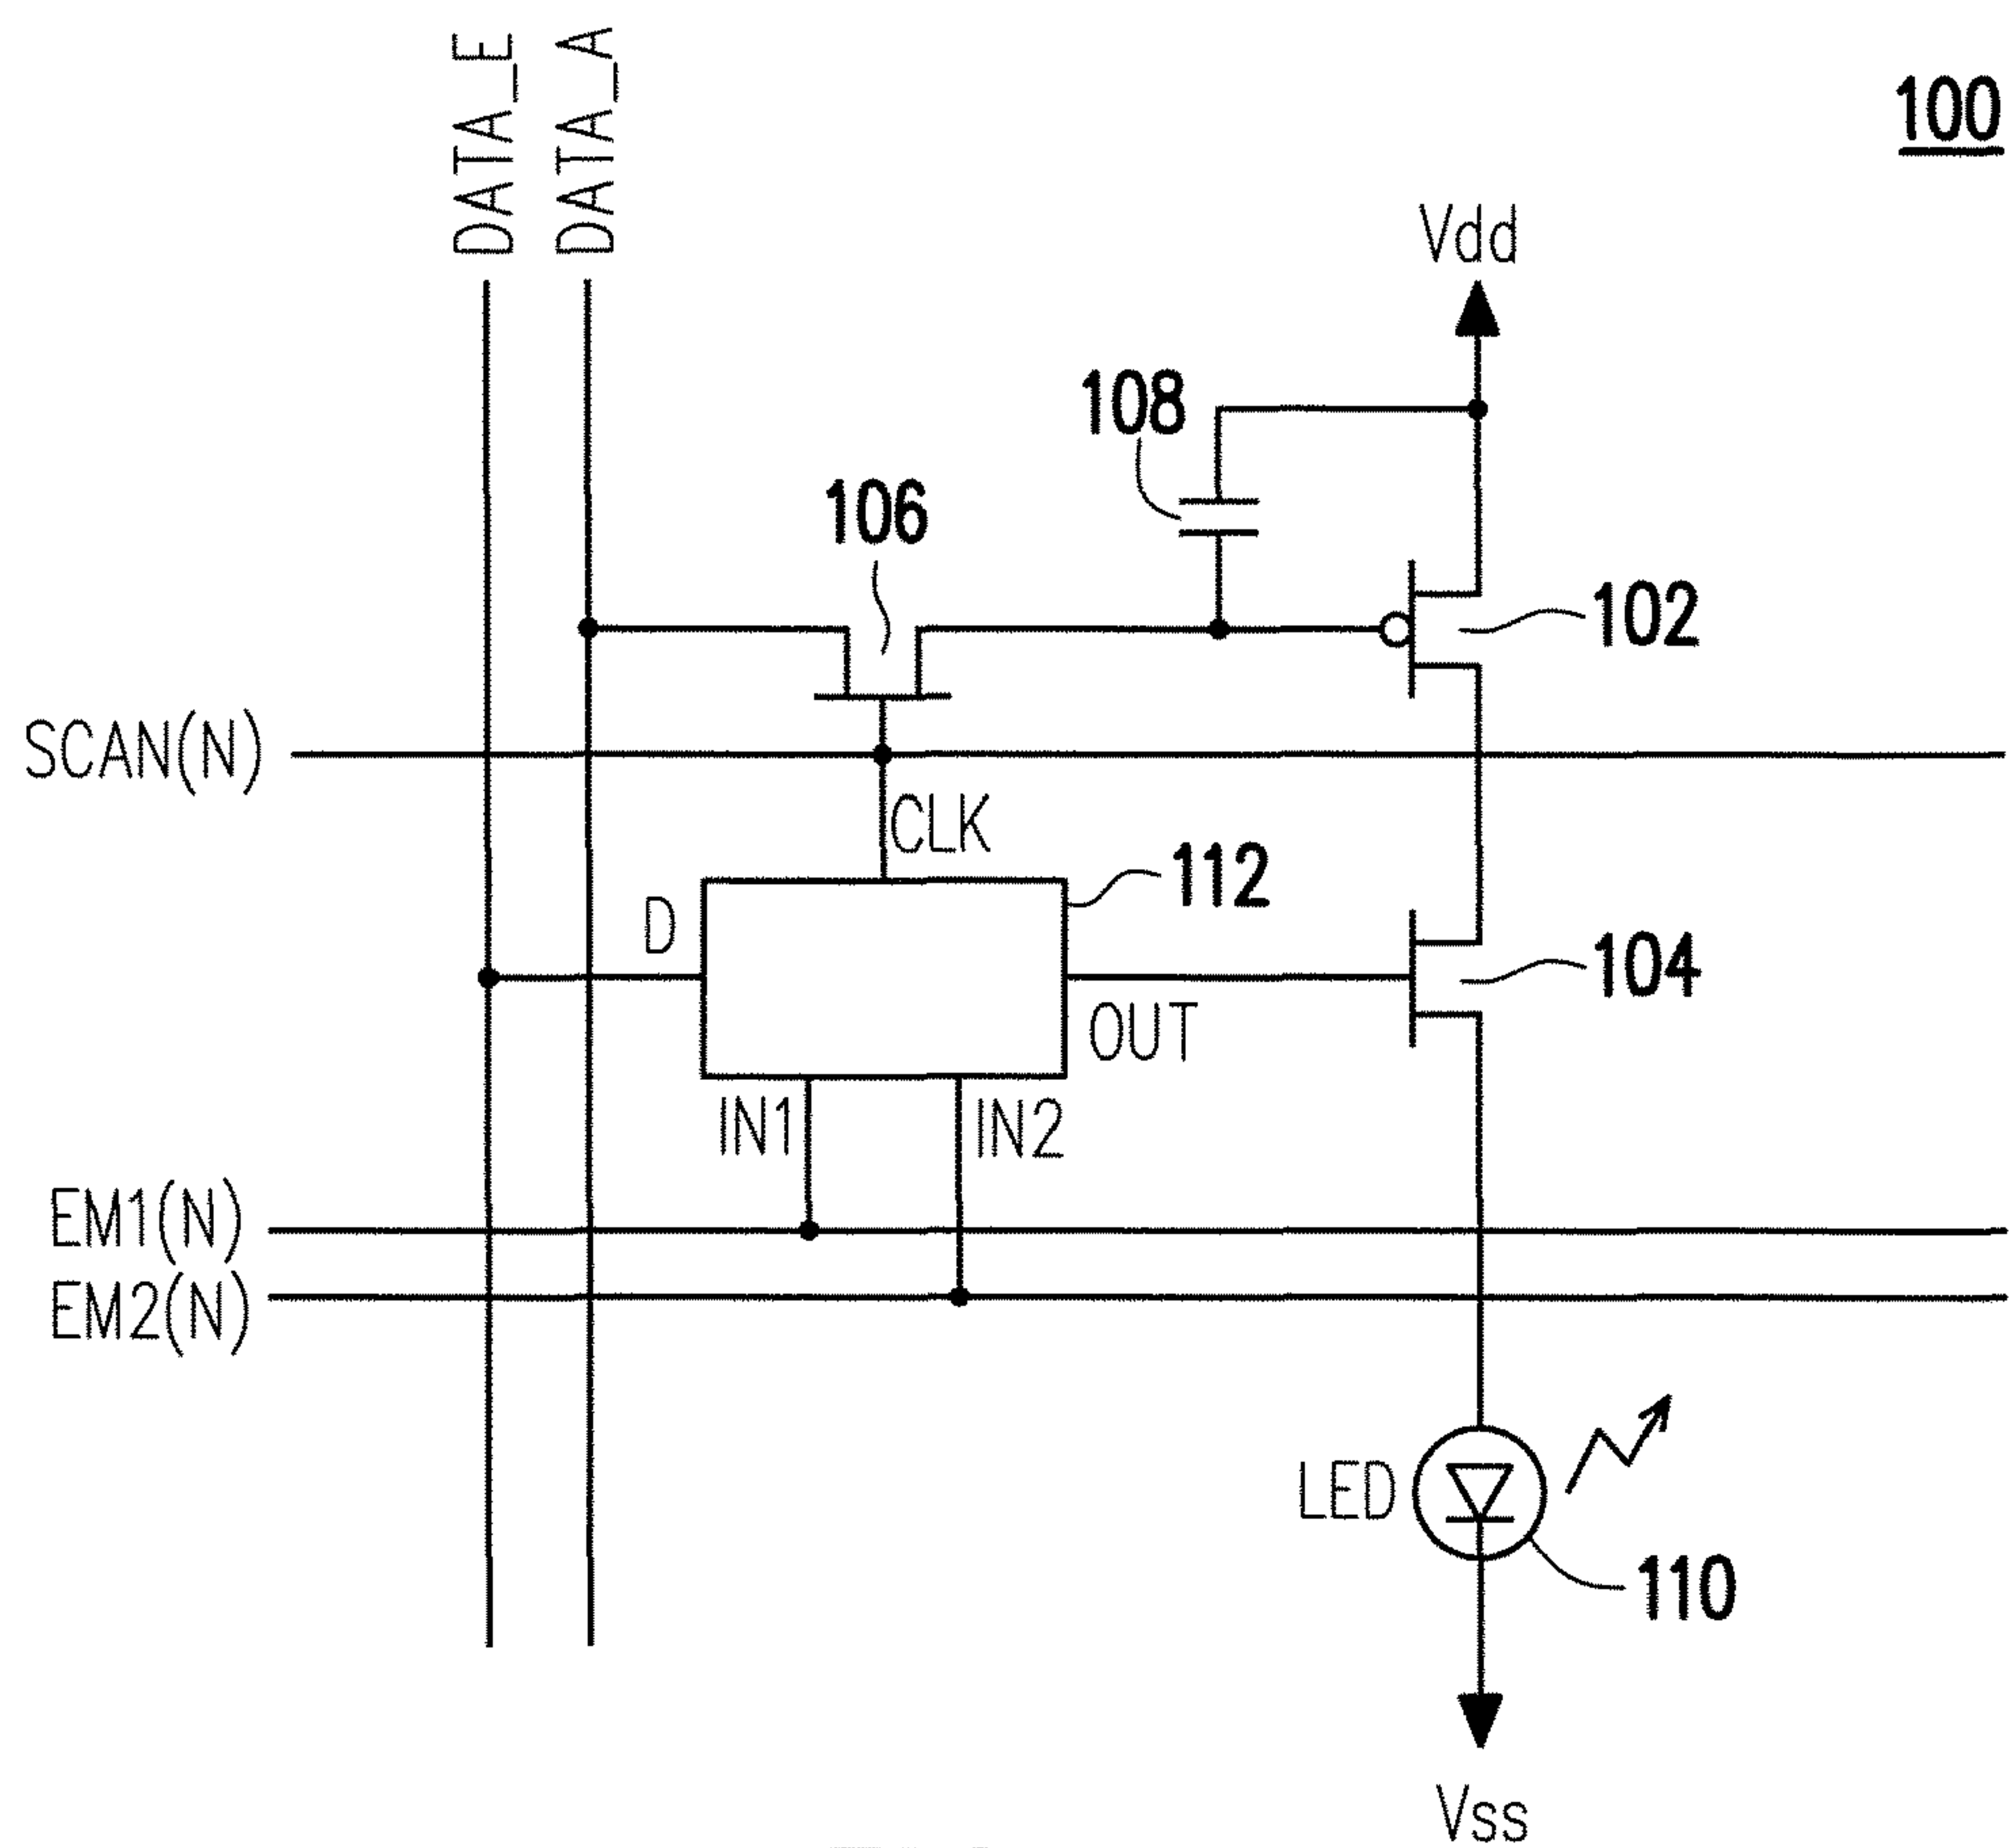 DATA_E
DATA_A
100
Vdd
108
106
102
SCAN(N)
CLK
112
D
104
OUT
IN1
IN2
EM1(N)
EM2(N)
LED
110
Vss